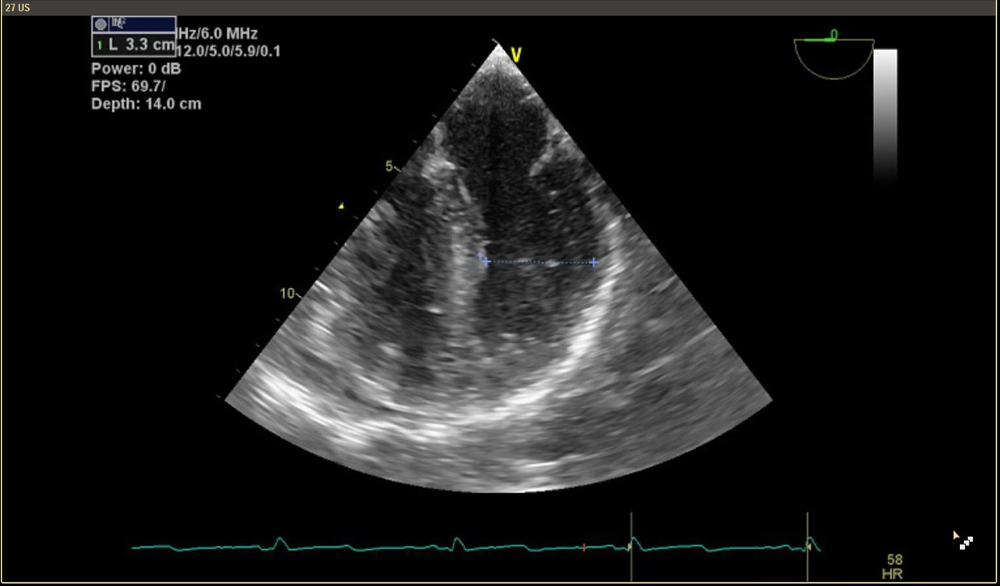 27 US
Hz/6.0 MHz
1 L 3.3 cm
12.0/5.0/5.9/0.1
Power: 0 dB
FPS: 69.7/
Depth: 14.0 cm
V
0
5
10
58
HR